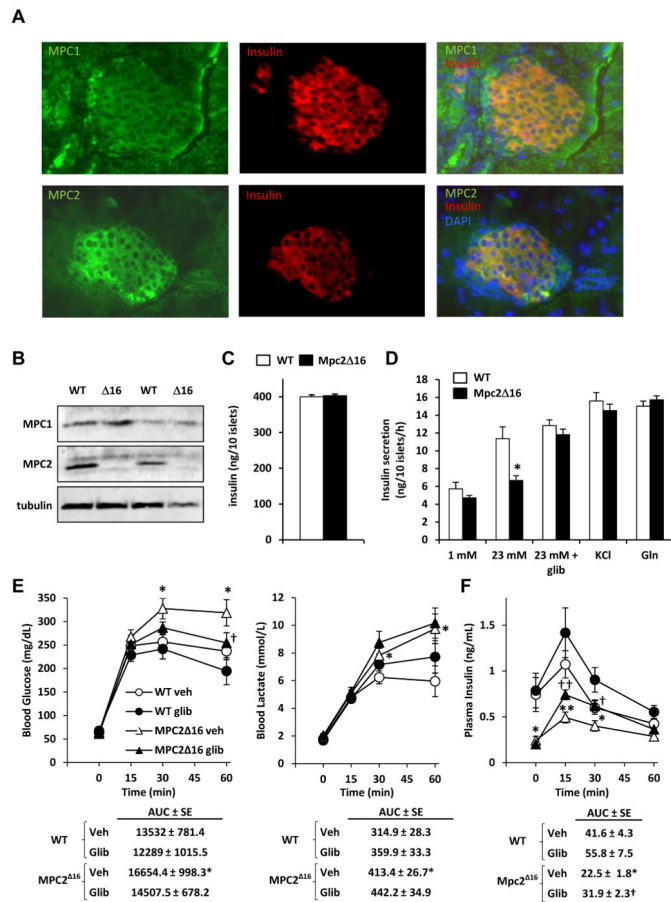 A
MPC1
Insulin
MPC1
Insulin
DAPI
MPC2
Insulin
MPC2
Insulin
DAPI
B
WT Δ16 WT Δ16
MPC1
MPC2
tubulin
C
WT Mpc2Δ16
insulin (ng/10 islets)
400
300
200
100
0
D
WT
Mpc2Δ16
Insulin secretion
(ng/10 islets/h)
18
16
14
12
10
8
6
4
2
0
*
1 mM 23 mM 23 mM + glib KCl Gln
E
Blood Glucose (mg/dL)
350
300
250
200
150
100
50
0
* *
†
WT veh
WT glib
MPC2Δ16 veh
MPC2Δ16 glib
0 15 30 45 60
Time (min)
AUC ± SE
WT
Veh 13532 ± 781.4
Glib 12289 ± 1015.5
MPC2Δ16
Veh 16654.4 ± 998.3*
Glib 14507.5 ± 678.2
Blood Lactate (mmol/L)
12
10
8
6
4
2
0
* *
0 15 30 45 60
Time (min)
AUC ± SE
WT
Veh 314.9 ± 28.3
Glib 359.9 ± 33.3
MPC2Δ16
Veh 413.4 ± 26.7*
Glib 442.2 ± 34.9
F
Plasma Insulin (ng/mL)
2
1.5
1
0.5
0
* †† ** † *
0 15 30 45 60
Time (min)
AUC ± SE
WT
Veh 41.6 ± 4.3
Glib 55.8 ± 7.5
Mpc2Δ16
Veh 22.5 ± 1.8*
Glib 31.9 ± 2.3†